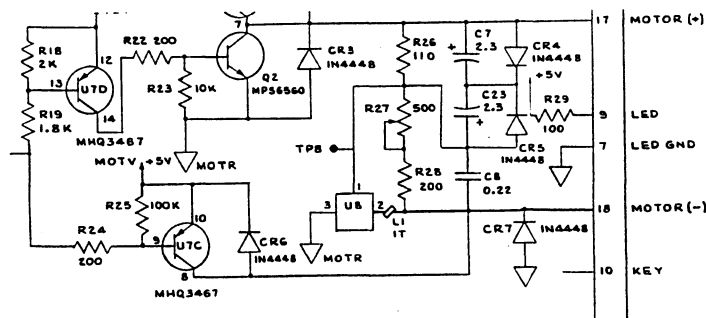 7
17
MOTOR (+)
R18
2K
R22 200
12
13
U7D
14
R23
10K
Q2
MPS6560
CR3
1N4448
R26
110
C7
+
2.3
CR4
1N4448
+5V
R19
1.8K
MHQ3467
R27
500
C23
2.3
+
R29
100
9
LED
CR5
1N4448
7
LED GND
MOTR
TP8
MOTV
+5V
R28
200
C8
0.22
1
3
U8
2
L1
1T
18
MOTOR (-)
R25
100K
10
R24
200
9
U7C
8
CR6
1N4448
MOTR
CR7
1N4448
10
KEY
MHQ3467